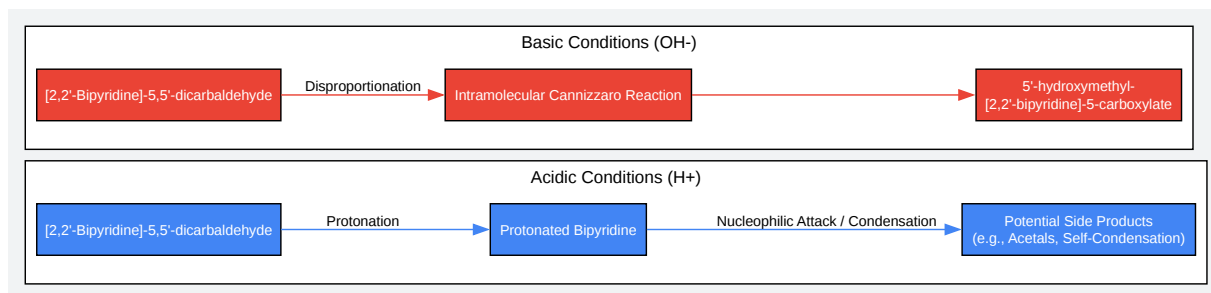 Basic Conditions (OH-)
[2,2'-Bipyridine]-5,5'-dicarbaldehyde
Disproportionation
Intramolecular Cannizzaro Reaction
5'-hydroxymethyl-
[2,2'-bipyridine]-5-carboxylate
Acidic Conditions (H+)
[2,2'-Bipyridine]-5,5'-dicarbaldehyde
Protonation
Protonated Bipyridine
Nucleophilic Attack / Condensation
Potential Side Products
(e.g., Acetals, Self-Condensation)